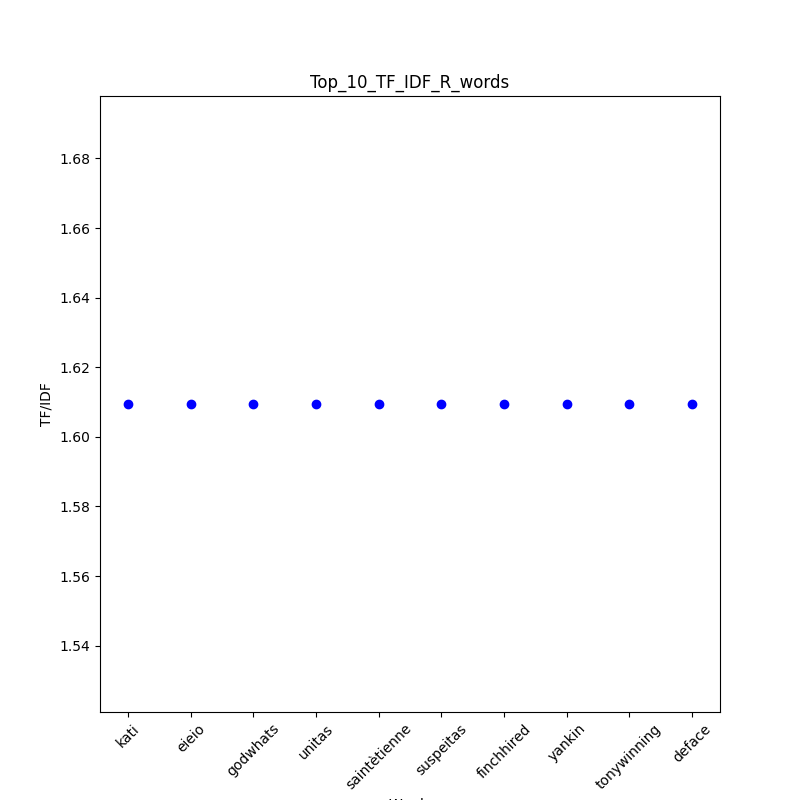 Top_10_TF_IDF_R_words
1.68
1.66
1.64
1.62
1.60
1.58
1.56
1.54
TF/IDF
kati
eieio
godwhats
unitas
saintètienne
suspeitas
finchhired
yankin
tonywinning
deface